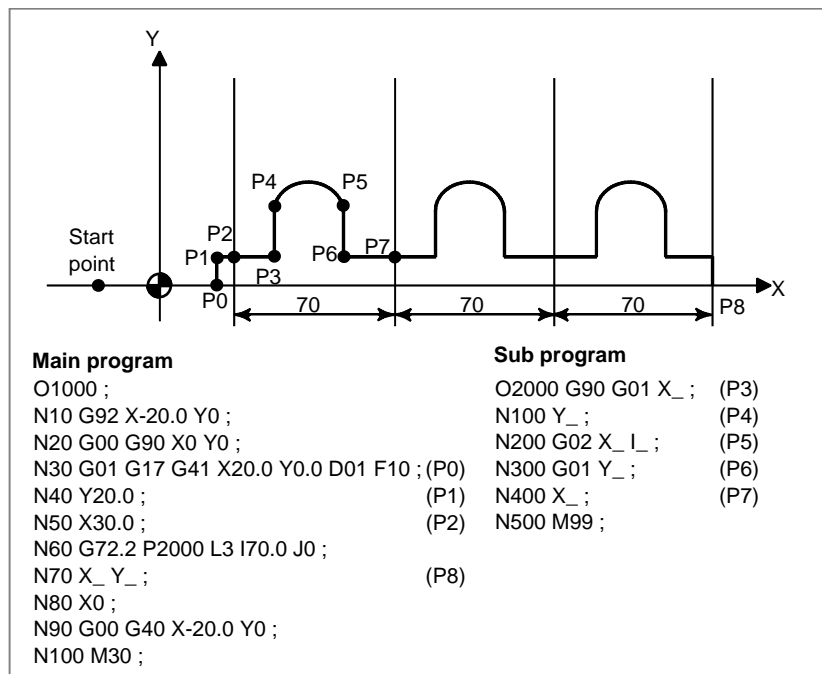 Y
P4 P5
Start
point
P1
P2
P3
P6
P7
P0
X
70 70 70
P8
Main program
O1000 ;
N10 G92 X-20.0 Y0 ;
N20 G00 G90 X0 Y0 ;
N30 G01 G17 G41 X20.0 Y0.0 D01 F10 ; (P0)
N40 Y20.0 ; (P1)
N50 X30.0 ; (P2)
N60 G72.2 P2000 L3 I70.0 J0 ;
N70 X_ Y_ ; (P8)
N80 X0 ;
N90 G00 G40 X-20.0 Y0 ;
N100 M30 ;
Sub program
O2000 G90 G01 X_ ; (P3)
N100 Y_ ; (P4)
N200 G02 X_ I_ ; (P5)
N300 G01 Y_ ; (P6)
N400 X_ ; (P7)
N500 M99 ;